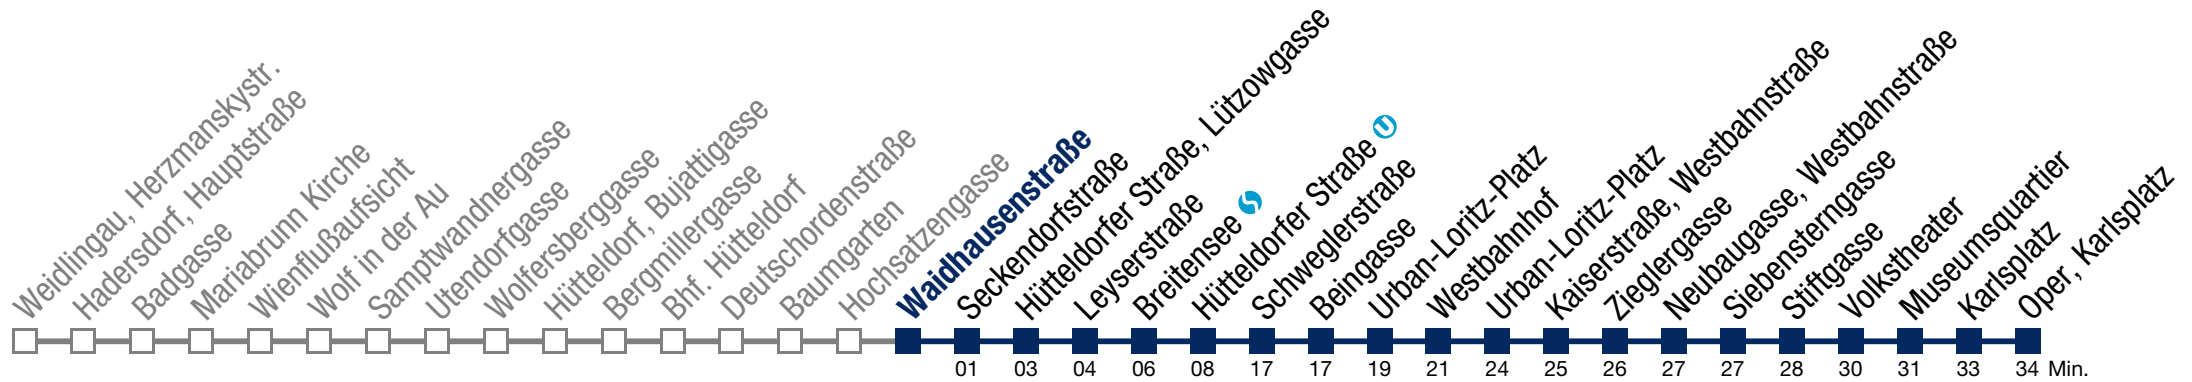 Weidlingau, Herzmanskystr.
Hadersdorf, Hauptstraße
Badgasse
Mariabrunn Kirche
Wienflußaufsicht
Wolf in der Au
Samptwandnergasse
Utendorfgasse
Wolfersberggasse
Hütteldorf, Bujattigasse
Bergmillergasse
Bhf. Hütteldorf
Deutschordenstraße
Baumgarten
Hochsatzengasse
Waidhausenstraße
Seckendorfstraße
Hütteldorfer Straße, Lützowgasse
Leyserstraße
Breitensee S
Hütteldorfer Straße U
Schweglerstraße
Beingasse
Urban-Loritz-Platz
Westbahnhof
Urban-Loritz-Platz
Kaiserstraße, Westbahnstraße
Zieglergasse
Neubaugasse, Westbahnstraße
Siebensterngasse
Stiftgasse
Volkstheater
Museumsquartier
Karlsplatz
Oper, Karlsplatz
01 03 04 06 08 17 17 19 21 24 25 26 27 27 28 30 31 33 34 Min.